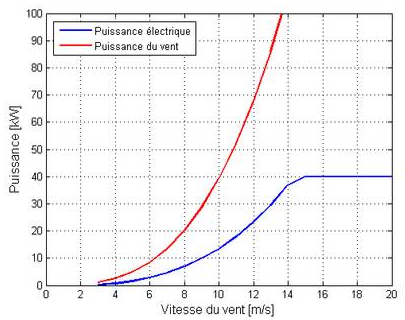 Puissance électrique
Puissance du vent
Puissance [kW]
100
90
80
70
60
50
40
30
20
10
0
0 2 4 6 8 10 12 14 16 18 20
Vitesse du vent [m/s]